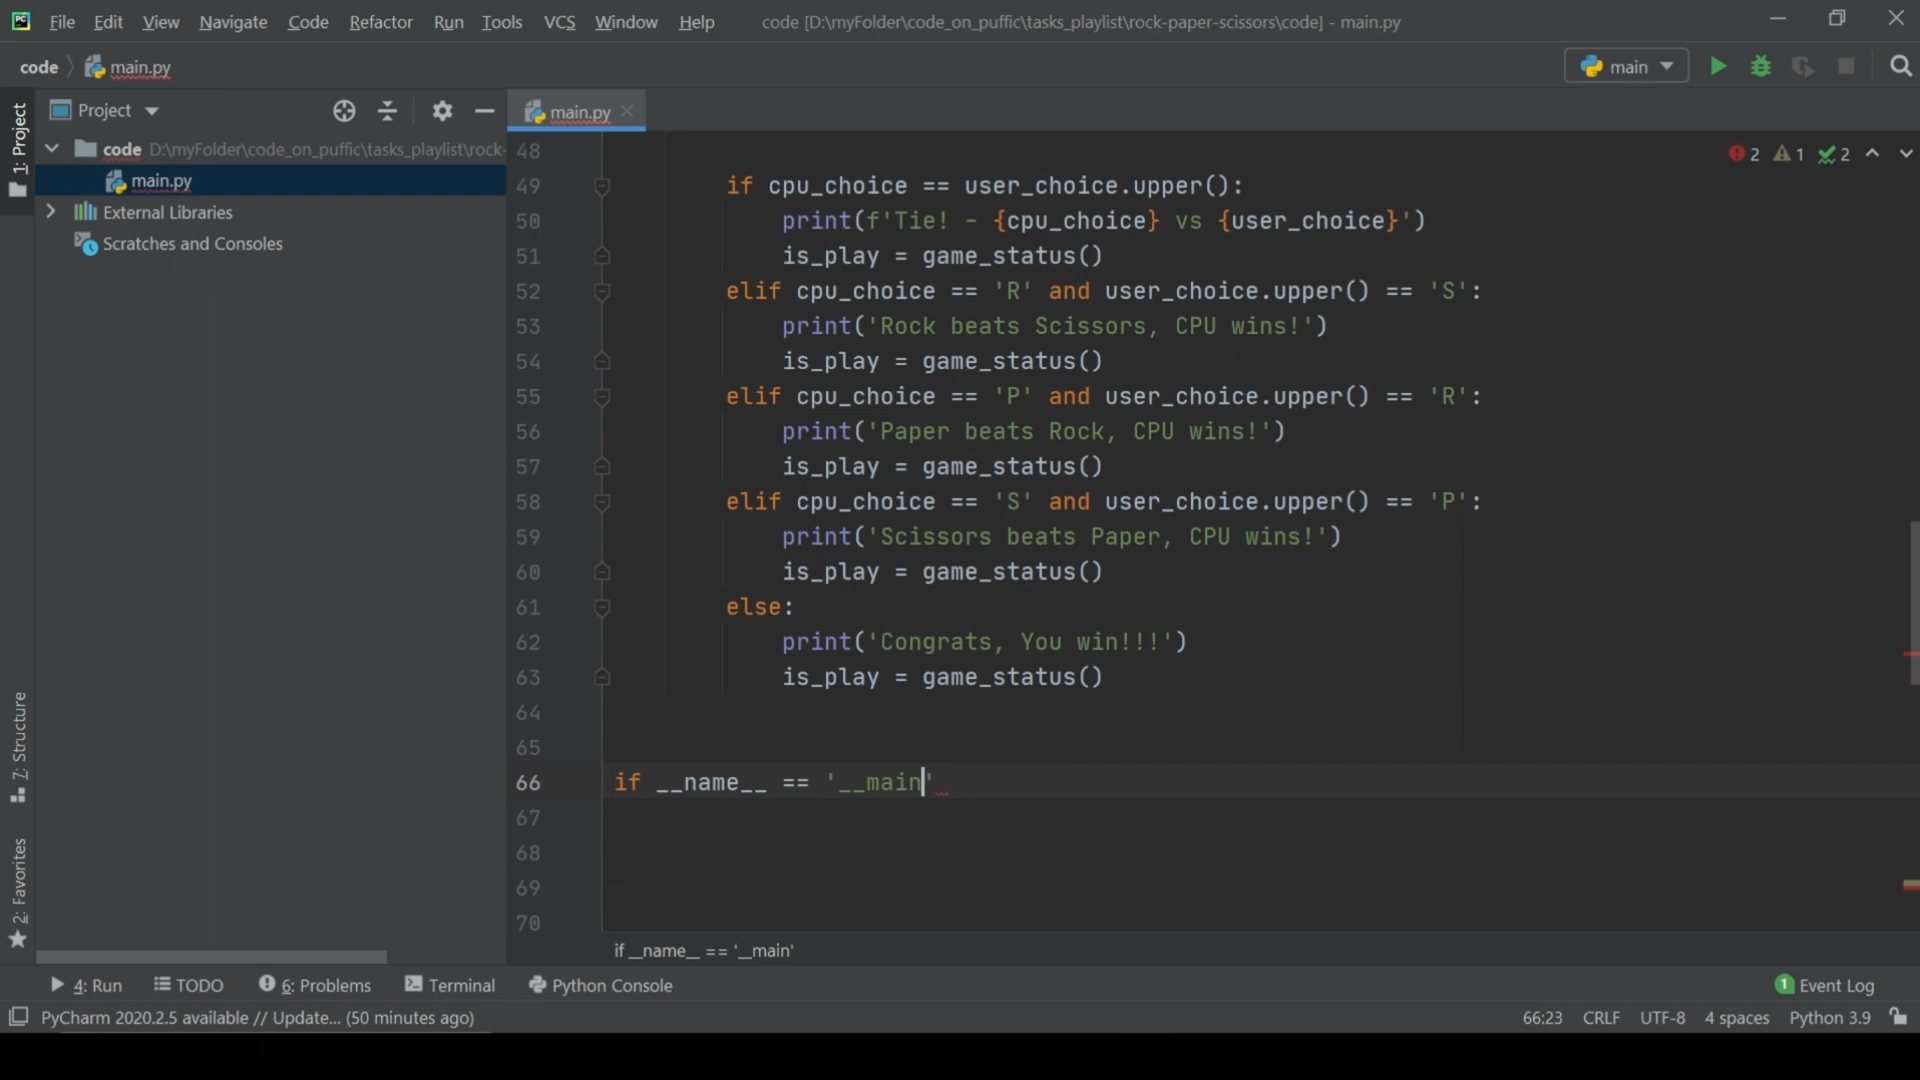 File Edit View Navigate Code Refactor Run Tools VCS Window Help code [D:\myFolder\code_on_puffic\tasks_playlist\rock-paper-scissors\code] - main.py
code main.py main
1: Project
Project
code D:\myFolder\code_on_puffic\tasks_playlist\rock-
main.py
External Libraries
Scratches and Consoles
7: Structure
2: Favorites
main.py
2 1 2
48
49 if cpu_choice == user_choice.upper():
50 print(f'Tie! - {cpu_choice} vs {user_choice}')
51 is_play = game_status()
52 elif cpu_choice == 'R' and user_choice.upper() == 'S':
53 print('Rock beats Scissors, CPU wins!')
54 is_play = game_status()
55 elif cpu_choice == 'P' and user_choice.upper() == 'R':
56 print('Paper beats Rock, CPU wins!')
57 is_play = game_status()
58 elif cpu_choice == 'S' and user_choice.upper() == 'P':
59 print('Scissors beats Paper, CPU wins!')
60 is_play = game_status()
61 else:
62 print('Congrats, You win!!!')
63 is_play = game_status()
64
65
66 if __name__ == '__main'
67
68
69
70
if __name__ == '__main'
4: Run TODO 6: Problems Terminal Python Console 1 Event Log
PyCharm 2020.2.5 available // Update... (50 minutes ago) 66:23 CRLF UTF-8 4 spaces Python 3.9